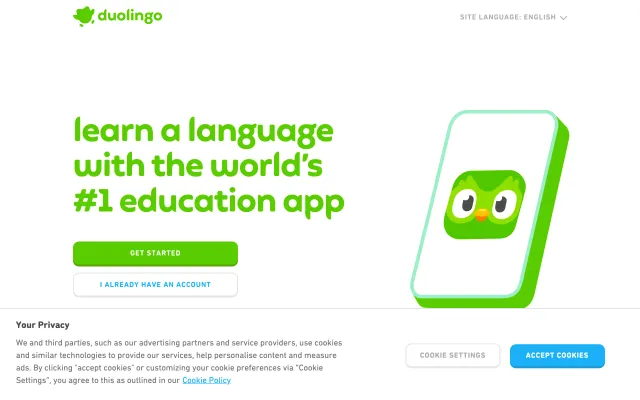 duolingo
SITE LANGUAGE: ENGLISH
learn a language
with the world's
#1 education app
GET STARTED
I ALREADY HAVE AN ACCOUNT
Your Privacy
We and third parties, such as our advertising partners and service providers, use cookies
and similar technologies to provide our services, help personalise content and measure
ads. By clicking "accept cookies" or customizing your cookie preferences via "Cookie
Settings", you agree to this as outlined in our Cookie Policy
COOKIE SETTINGS
ACCEPT COOKIES